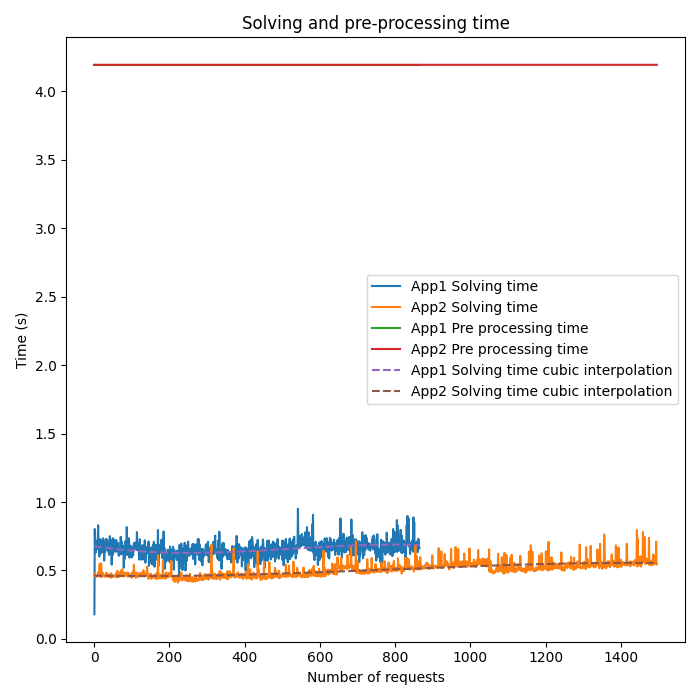 Solving and pre-processing time
4.0
3.5
3.0
2.5
2.0
1.5
1.0
0.5
0.0
Time (s)
App1 Solving time
App2 Solving time
App1 Pre processing time
App2 Pre processing time
App1 Solving time cubic interpolation
App2 Solving time cubic interpolation
0 200 400 600 800 1000 1200 1400
Number of requests